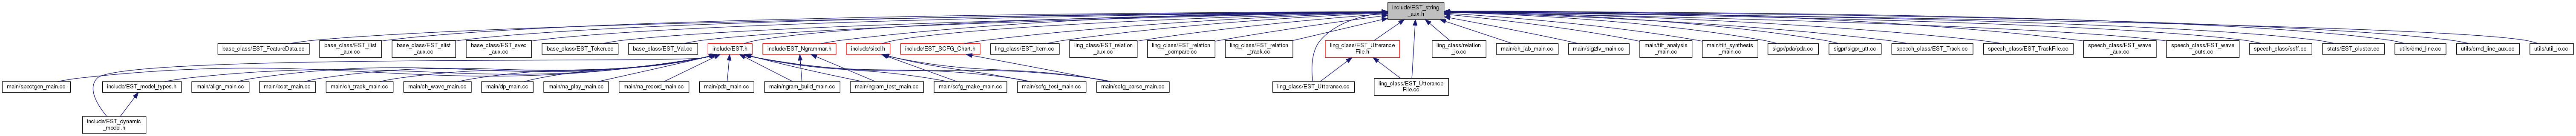 include/EST_string
_aux.h
base_class/EST_FeatureData.cc
base_class/EST_ilist
_aux.cc
base_class/EST_slist
_aux.cc
base_class/EST_svec
_aux.cc
base_class/EST_Token.cc
base_class/EST_Val.cc
include/EST.h
include/EST_Ngrammar.h
include/siod.h
include/EST_SCFG_Chart.h
ling_class/EST_Item.cc
ling_class/EST_relation
_aux.cc
ling_class/EST_relation
_compare.cc
ling_class/EST_relation
_track.cc
ling_class/EST_Utterance
File.h
ling_class/relation
_io.cc
main/ch_lab_main.cc
main/sig2fv_main.cc
main/tilt_analysis
_main.cc
main/tilt_synthesis
_main.cc
sigpr/pda/pda.cc
sigpr/sigpr_utt.cc
speech_class/EST_Track.cc
speech_class/EST_TrackFile.cc
speech_class/EST_wave
_aux.cc
speech_class/EST_wave
_cuts.cc
speech_class/ssff.cc
stats/EST_cluster.cc
utils/cmd_line.cc
utils/cmd_line_aux.cc
utils/util_io.cc
main/spectgen_main.cc
include/EST_model_types.h
main/align_main.cc
main/bcat_main.cc
main/ch_track_main.cc
main/ch_wave_main.cc
main/dp_main.cc
main/na_play_main.cc
main/na_record_main.cc
main/pda_main.cc
main/ngram_build_main.cc
main/ngram_test_main.cc
main/scfg_make_main.cc
main/scfg_test_main.cc
main/scfg_parse_main.cc
ling_class/EST_Utterance.cc
ling_class/EST_Utterance
File.cc
include/EST_dynamic
_model.h